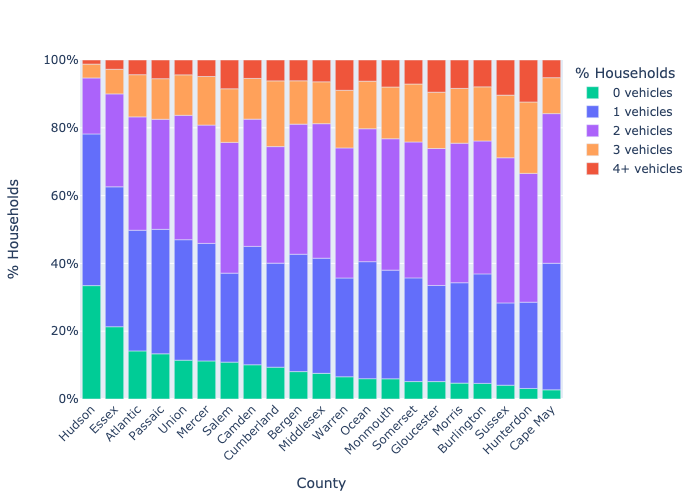 100%
80%
60%
40%
20%
0%
% Households
Hudson
Essex
Atlantic
Passaic
Union
Mercer
Salem
Camden
Cumberland
Bergen
Middlesex
Warren
Ocean
Monmouth
Somerset
Gloucester
Morris
Burlington
Sussex
Hunterdon
Cape May
County
% Households
0 vehicles
1 vehicles
2 vehicles
3 vehicles
4+ vehicles